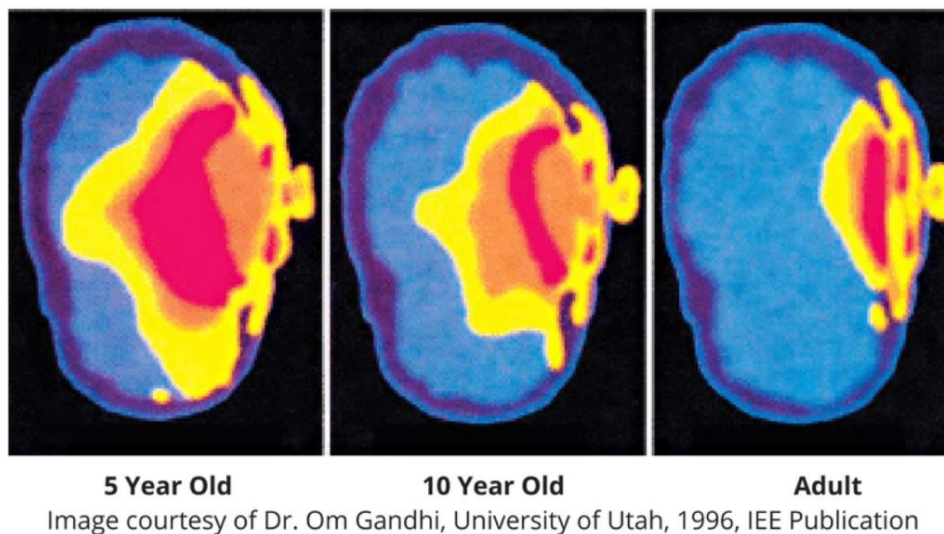 5 Year Old
10 Year Old
Adult
Image courtesy of Dr. Om Gandhi, University of Utah, 1996, IEE Publication